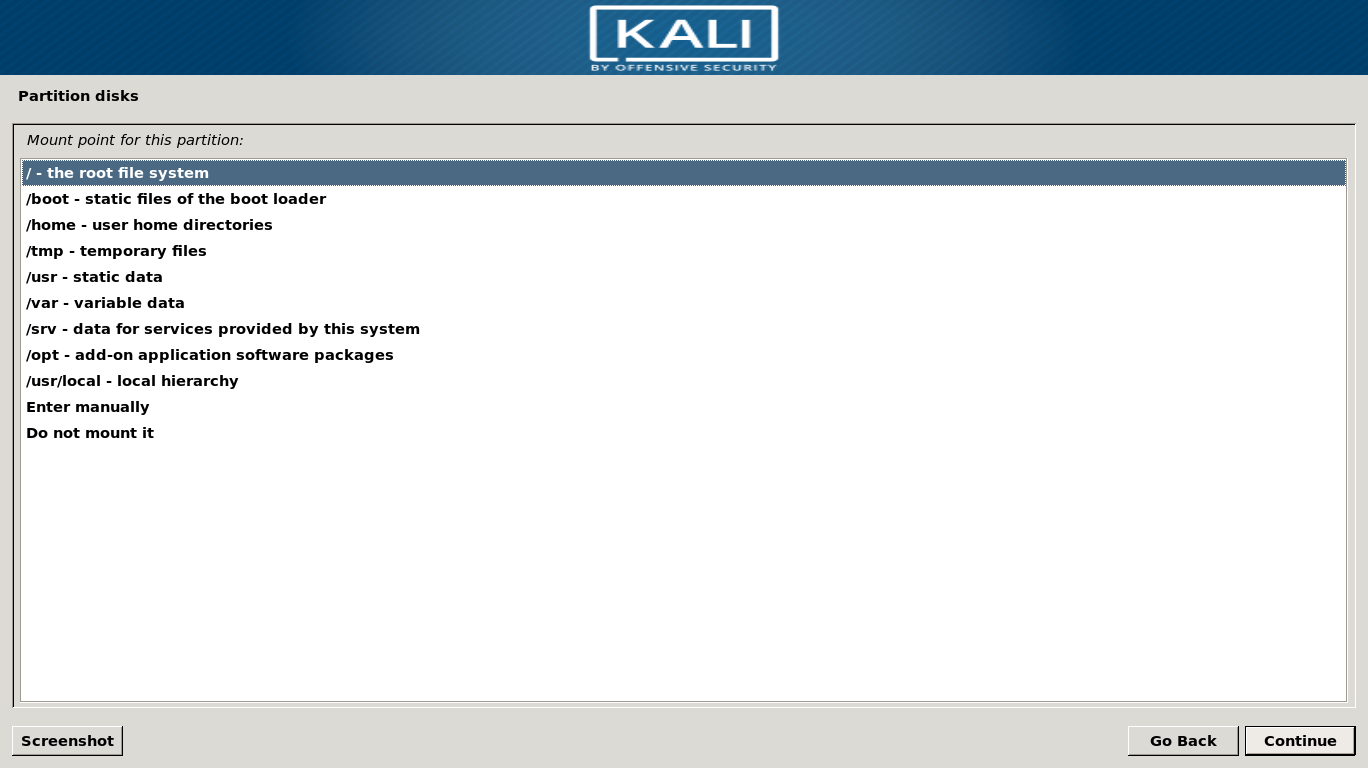 KALI
BY OFFENSIVE SECURITY
Partition disks
Mount point for this partition:
/ - the root file system
/boot - static files of the boot loader
/home - user home directories
/tmp - temporary files
/usr - static data
/var - variable data
/srv - data for services provided by this system
/opt - add-on application software packages
/usr/local - local hierarchy
Enter manually
Do not mount it
Screenshot
Go Back
Continue